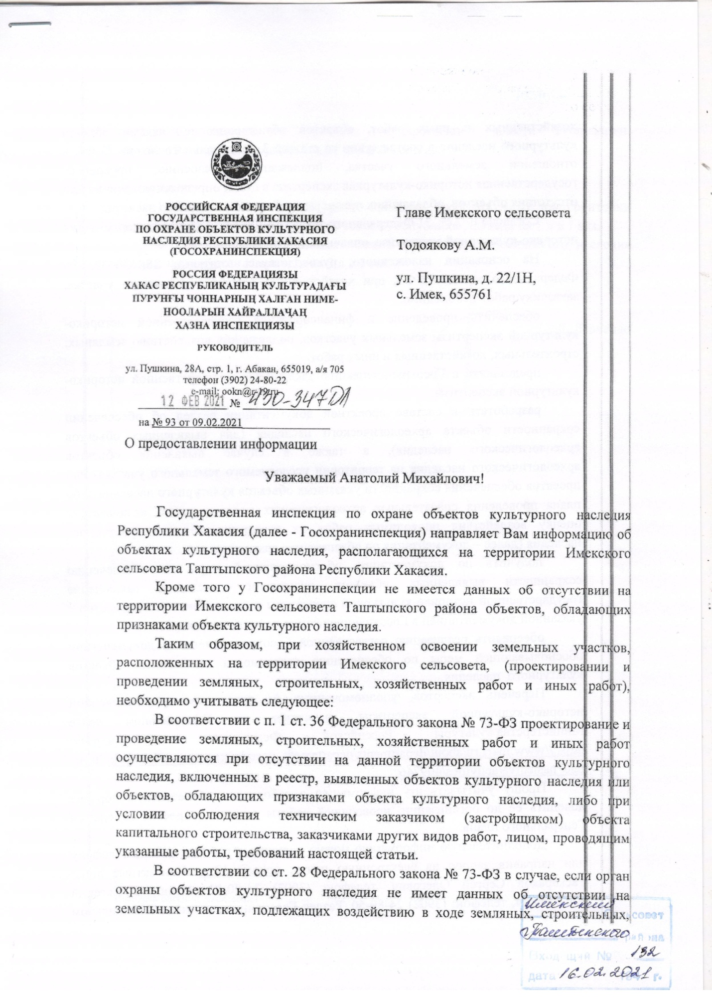 РОССИЙСКАЯ ФЕДЕРАЦИЯ
ГОСУДАРСТВЕННАЯ ИНСПЕКЦИЯ
ПО ОХРАНЕ ОБЪЕКТОВ КУЛЬТУРНОГО
НАСЛЕДИЯ РЕСПУБЛИКИ ХАКАСИЯ
(ГОСОХРАНИНСПЕКЦИЯ)
РОССИЯ ФЕДЕРАЦИЯЗЫ
ХАКАС РЕСПУБЛИКАНЫҢ КУЛЬТУРАДАҒЫ
ПУРУНҒЫ ЧОННАРНЫҢ ХАЛҒАН НИМЕ-
НООЛАРЫН ХАЙРАЛЛАҶАҢ
ХАЗНА ИНСПЕКЦИЯЗЫ
РУКОВОДИТЕЛЬ
ул. Пушкина, 28А, стр. 1, г. Абакан, 655019, а/я 705
телефон (3902) 24-80-22
e-mail: ookn@r-19.ru
12 ФЕВ 2021 № 430-347ДЛ
на № 93 от 09.02.2021
Главе Имекского сельсовета
Тодоякову А.М.
ул. Пушкина, д. 22/1Н,
с. Имек, 655761
О предоставлении информации
Уважаемый Анатолий Михайлович!
Государственная инспекция по охране объектов культурного наследия
Республики Хакасия (далее - Госохранинспекция) направляет Вам информацию об
объектах культурного наследия, располагающихся на территории Имекского
сельсовета Таштыпского района Республики Хакасия.
Кроме того у Госохранинспекции не имеется данных об отсутствии на
территории Имекского сельсовета Таштыпского района объектов, обладающих
признаками объекта культурного наследия.
Таким образом, при хозяйственном освоении земельных участков,
расположенных на территории Имекского сельсовета, (проектировании и
проведении земляных, строительных, хозяйственных работ и иных работ),
необходимо учитывать следующее:
В соответствии с п. 1 ст. 36 Федерального закона № 73-ФЗ проектирование и
проведение земляных, строительных, хозяйственных работ и иных работ
осуществляются при отсутствии на данной территории объектов культурного
наследия, включенных в реестр, выявленных объектов культурного наследия или
объектов, обладающих признаками объекта культурного наследия, либо при
условии соблюдения техническим заказчиком (застройщиком) объекта
капитального строительства, заказчиками других видов работ, лицом, проводящим
указанные работы, требований настоящей статьи.
В соответствии со ст. 28 Федерального закона № 73-ФЗ в случае, если орган
охраны объектов культурного наследия не имеет данных об отсутствии на
земельных участках, подлежащих воздействию в ходе земляных, строительных,
Имекский сельсовет
Таштыпского района
Входящий № 132
дата 16.02.2021 г.